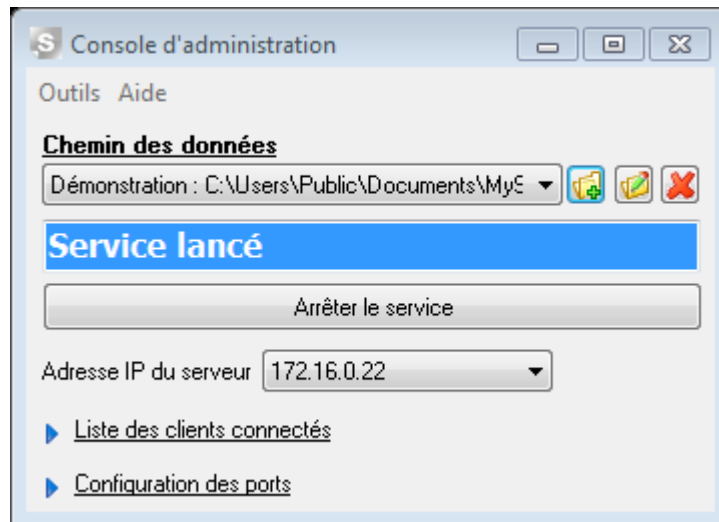 S Console d'administration
Outils Aide
Chemin des données
Démonstration : C:\Users\Public\Documents\MyS
Service lancé
Arrêter le service
Adresse IP du serveur 172.16.0.22
Liste des clients connectés
Configuration des ports